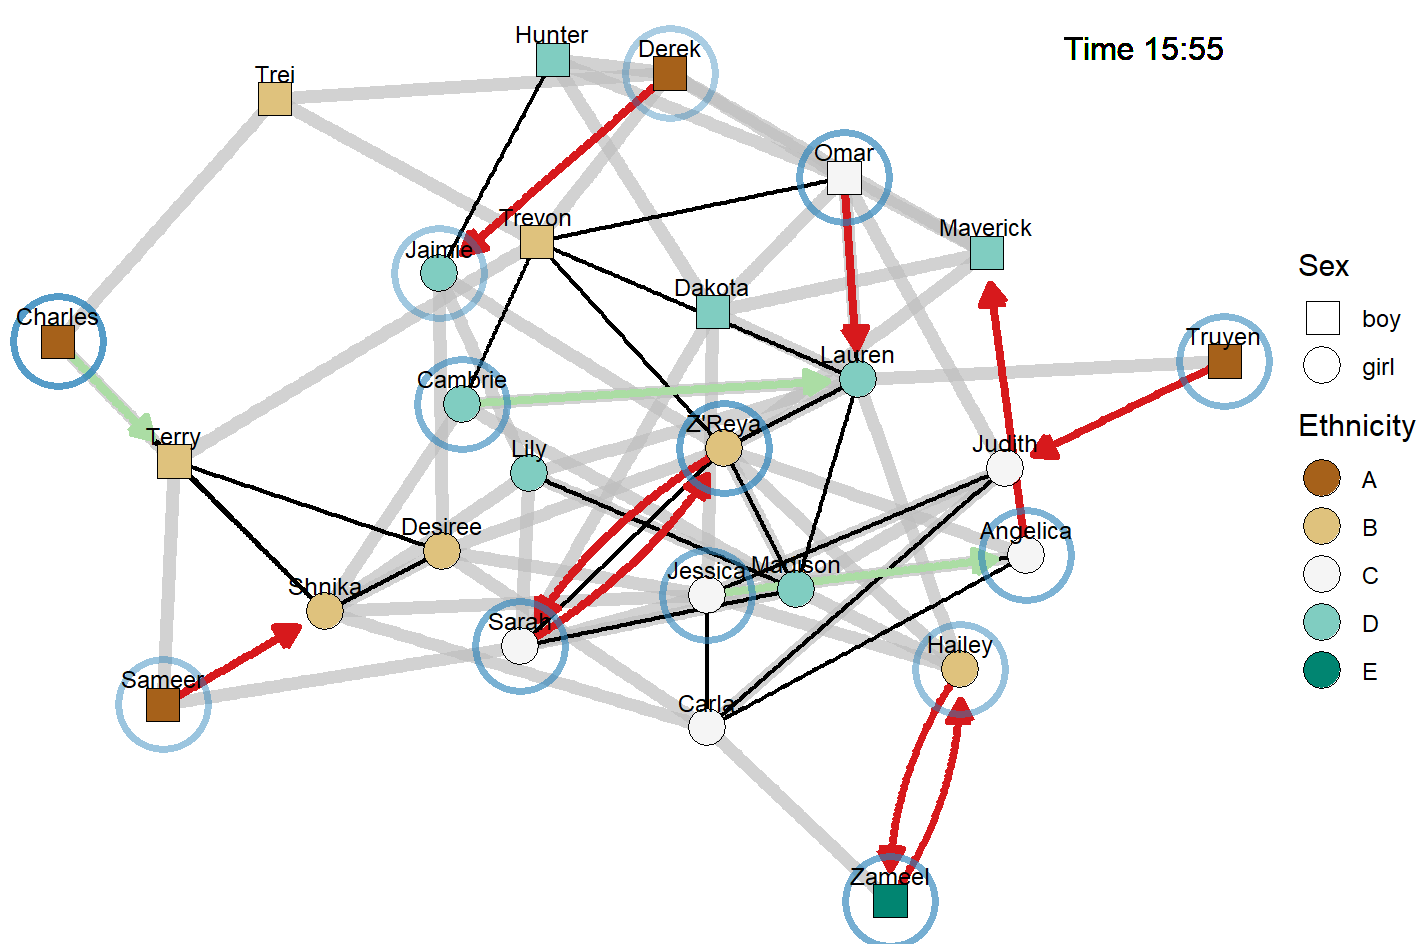 Hunter
Derek
Time 15:55
Trei
Omar
Trevon
Maverick
Jaimie
Dakota
Charles
Truyen
Lauren
Cambrie
Z'Reya
Terry
Lily
Judith
Desiree
Angelica
Madison
Jessica
Shnika
Sarah
Hailey
Sameer
Carla
Zameel
Sex
boy
girl
Ethnicity
A
B
C
D
E